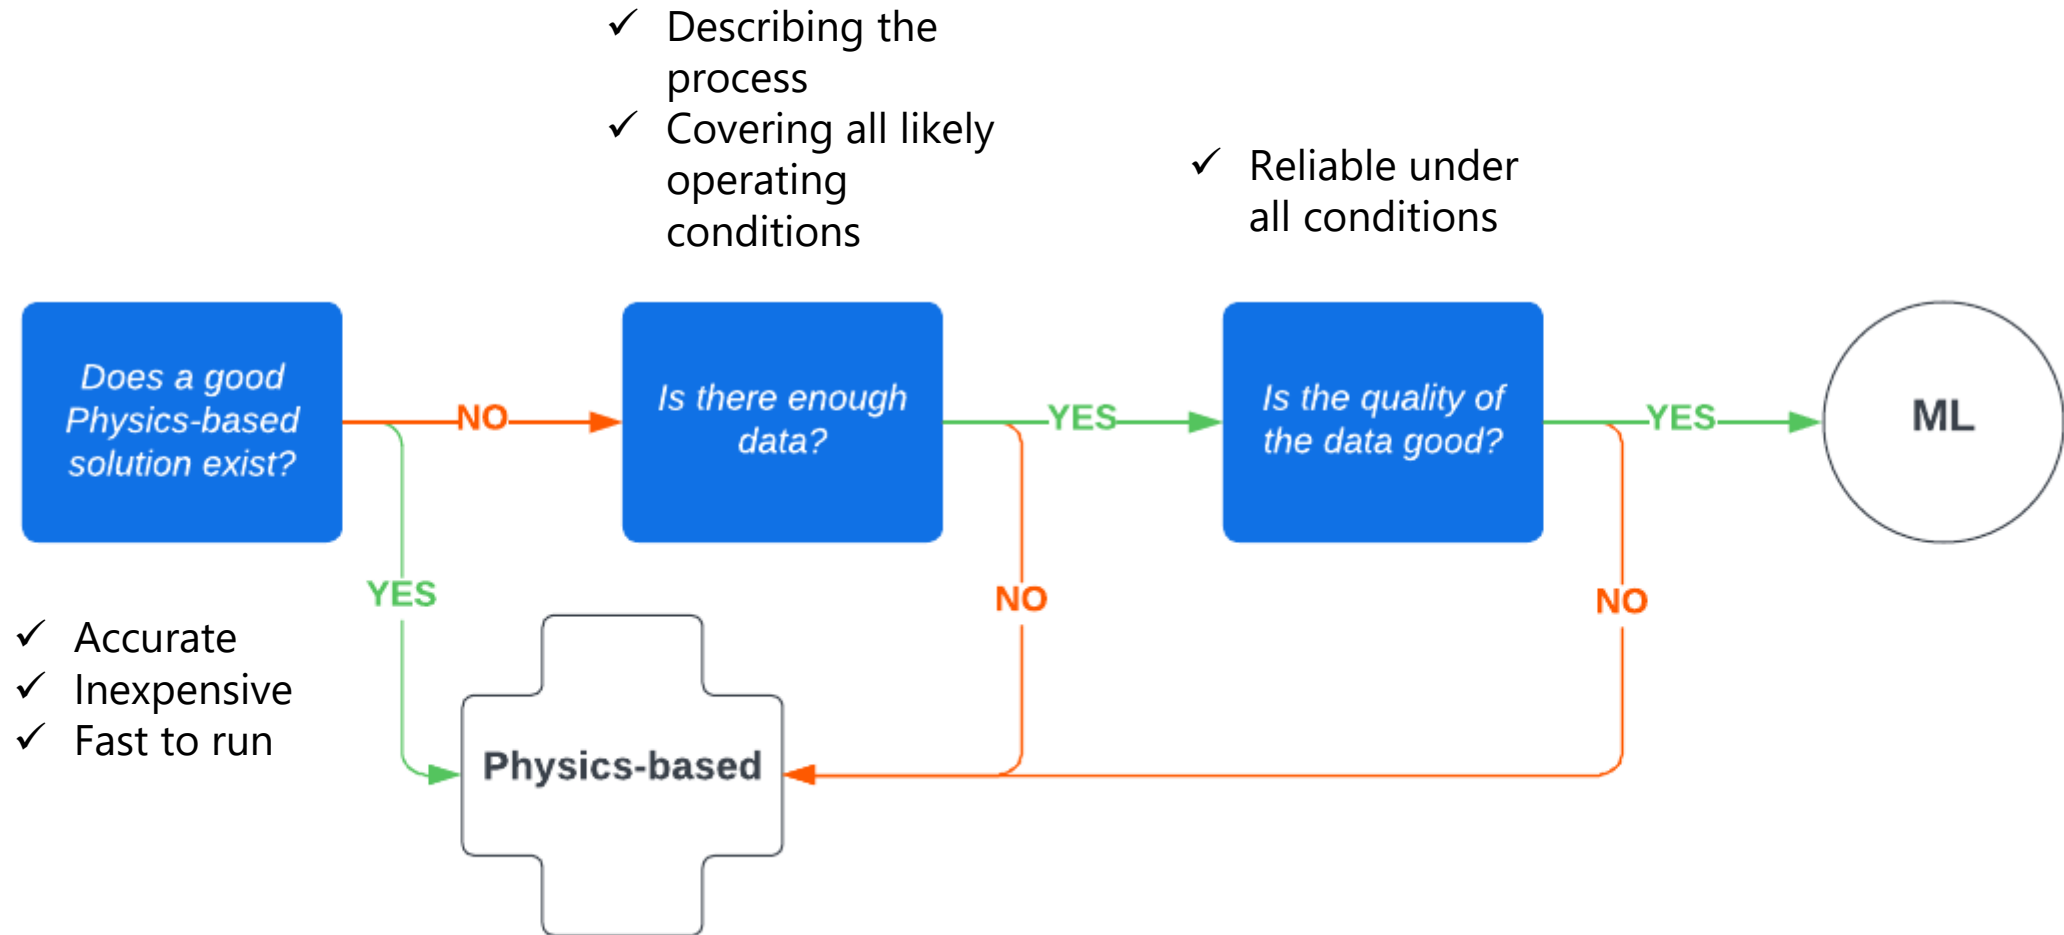 ✓ Describing the
process
✓ Covering all likely
operating
conditions
✓ Reliable under
all conditions
Does a good
Physics-based
solution exist?
NO
Is there enough
data?
YES
Is the quality of
the data good?
YES
ML
YES
NO
NO
✓ Accurate
✓ Inexpensive
✓ Fast to run
Physics-based